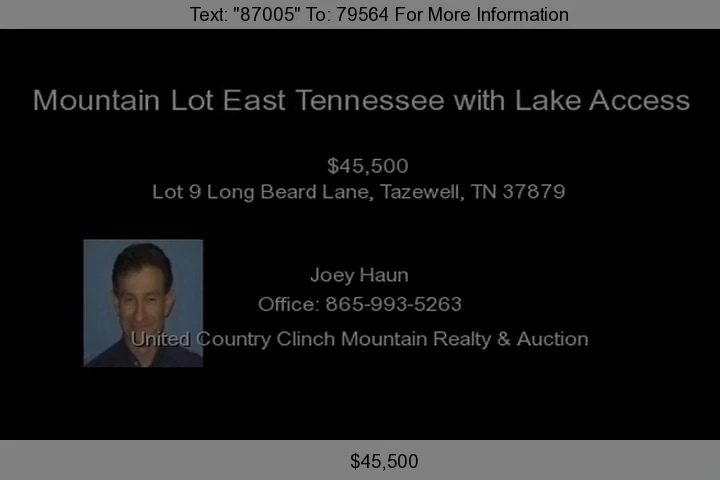 Text: "87005" To: 79564 For More Information
Mountain Lot East Tennessee with Lake Access
$45,500
Lot 9 Long Beard Lane, Tazewell, TN 37879
Joey Haun
Office: 865-993-5263
United Country Clinch Mountain Realty & Auction
$45,500